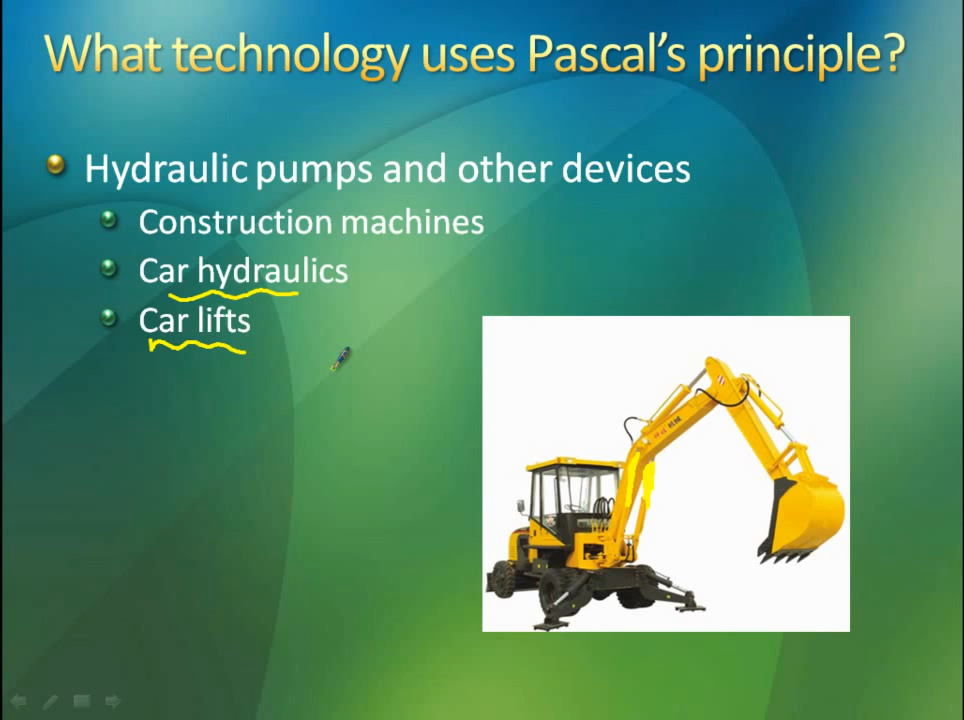 What technology uses Pascal's principle?
Hydraulic pumps and other devices
Construction machines
Car hydraulics
Car lifts